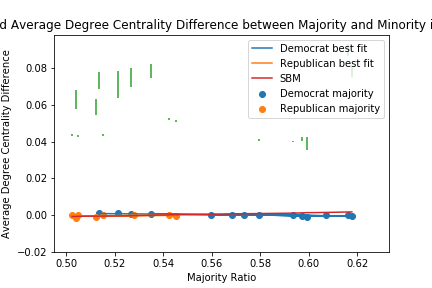 d Average Degree Centrality Difference between Majority and Minority i
Average Degree Centrality Difference
0.08
0.06
0.04
0.02
0.00
−0.02
Democrat best fit
Republican best fit
SBM
Democrat majority
Republican majority
0.50 0.52 0.54 0.56 0.58 0.60 0.62
Majority Ratio